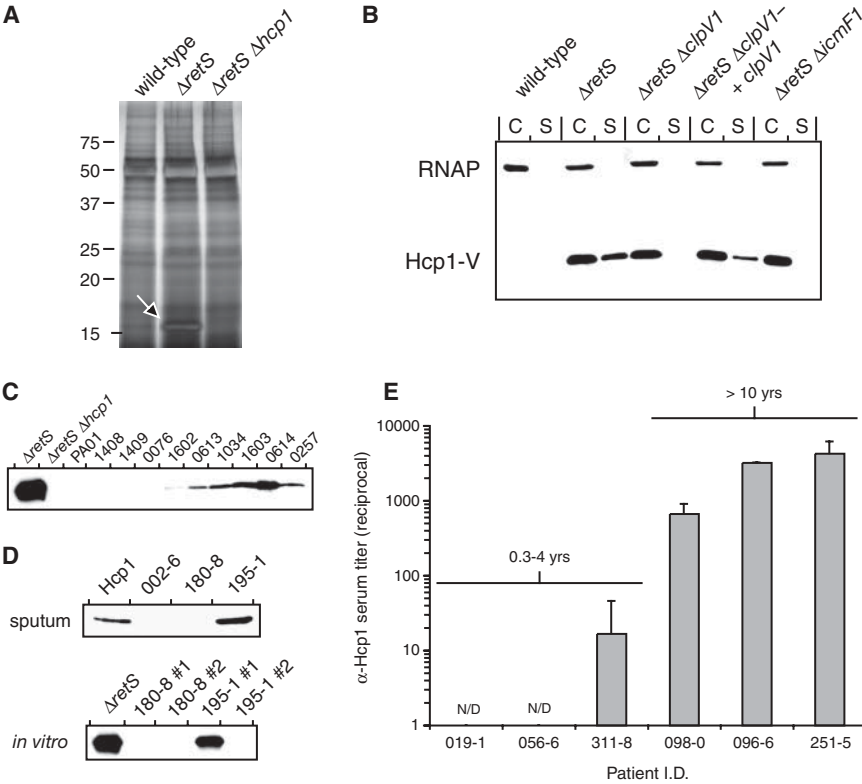 A
wild-type
ΔretS
ΔretS Δhcp1
75
50
37
25
20
15
B
wild-type
ΔretS
ΔretS ΔclpV1
ΔretS ΔclpV1–
+ clpV1
ΔretS ΔicmF1
C S C S C S C S C S
RNAP
Hcp1-V
C
ΔretS
ΔretS Δhcp1
PA01
1408
1409
0076
1602
0613
1034
1603
0614
0257
D
Hcp1
002-6
180-8
195-1
sputum
ΔretS
180-8 #1
180-8 #2
195-1 #1
195-1 #2
in vitro
E
> 10 yrs
0.3-4 yrs
α-Hcp1 serum titer (reciprocal)
10000
1000
100
10
1
N/D
N/D
019-1 056-6 311-8 098-0 096-6 251-5
Patient I.D.